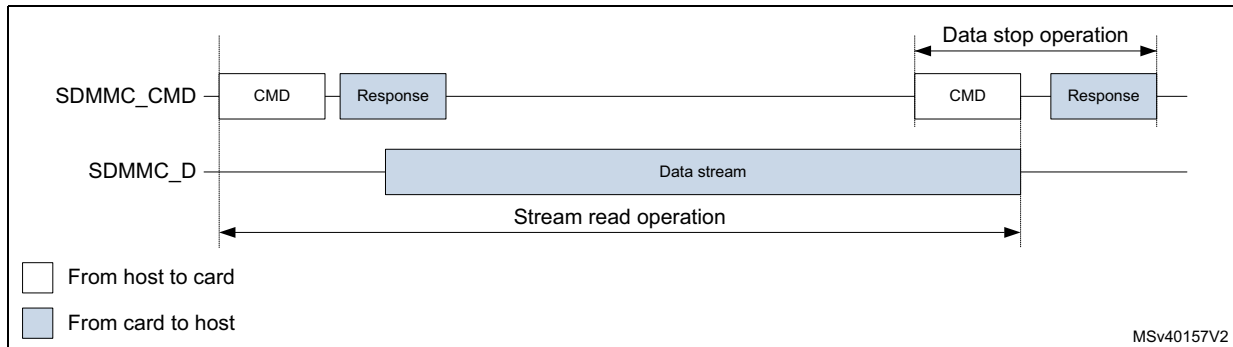 Data stop operation
SDMMC_CMD CMD Response CMD Response
SDMMC_D Data stream
Stream read operation
From host to card
From card to host
MSv40157V2